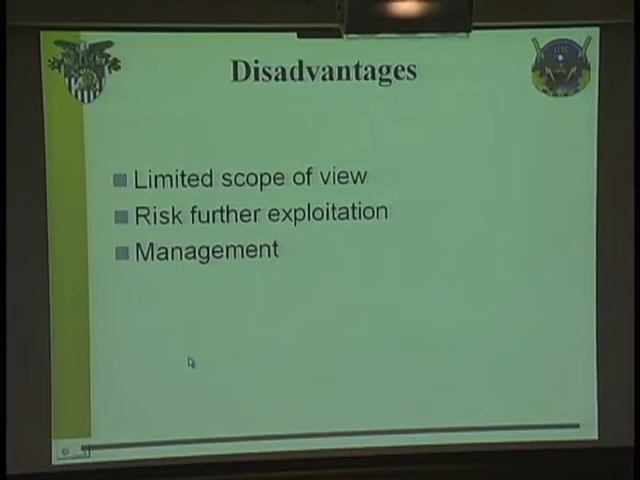 Disadvantages
Limited scope of view
Risk further exploitation
Management